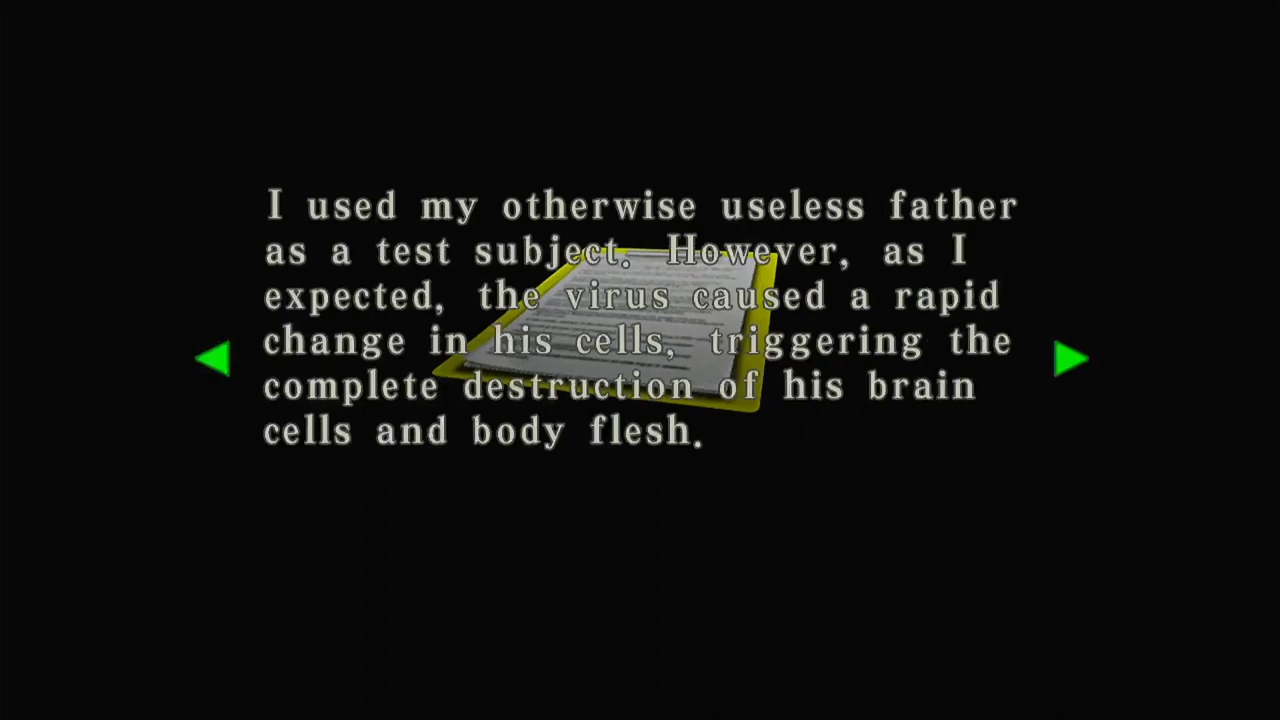 I used my otherwise useless father
as a test subject. However, as I
expected, the virus caused a rapid
change in his cells, triggering the
complete destruction of his brain
cells and body flesh.